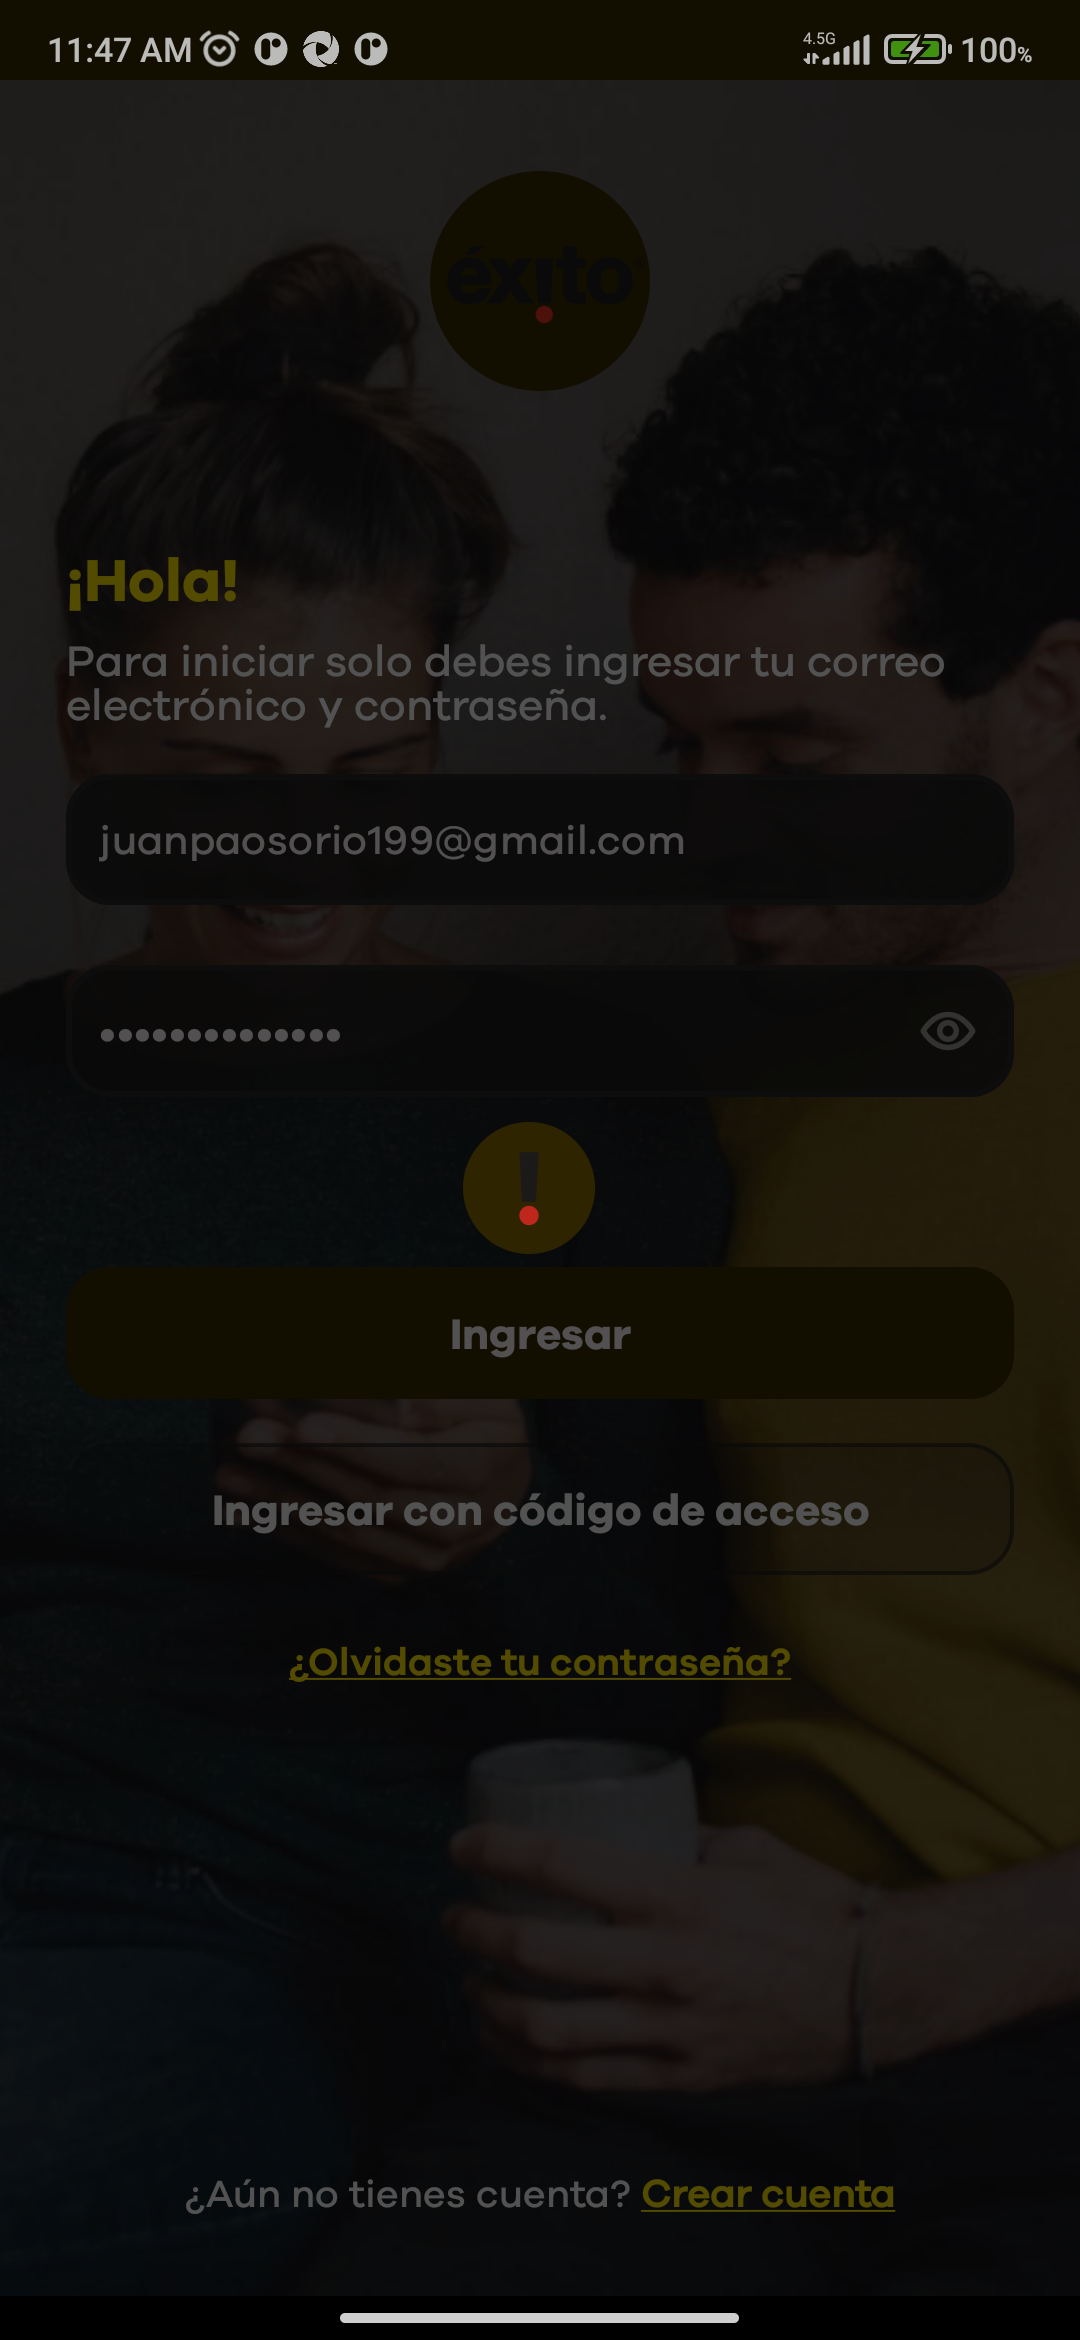 11:47 AM
4.5G
100%
éxito
¡Hola!
Para iniciar solo debes ingresar tu correo
electrónico y contraseña.
juanpaosorio199@gmail.com
••••••••••••••
!
Ingresar
Ingresar con código de acceso
¿Olvidaste tu contraseña?
¿Aún no tienes cuenta? Crear cuenta